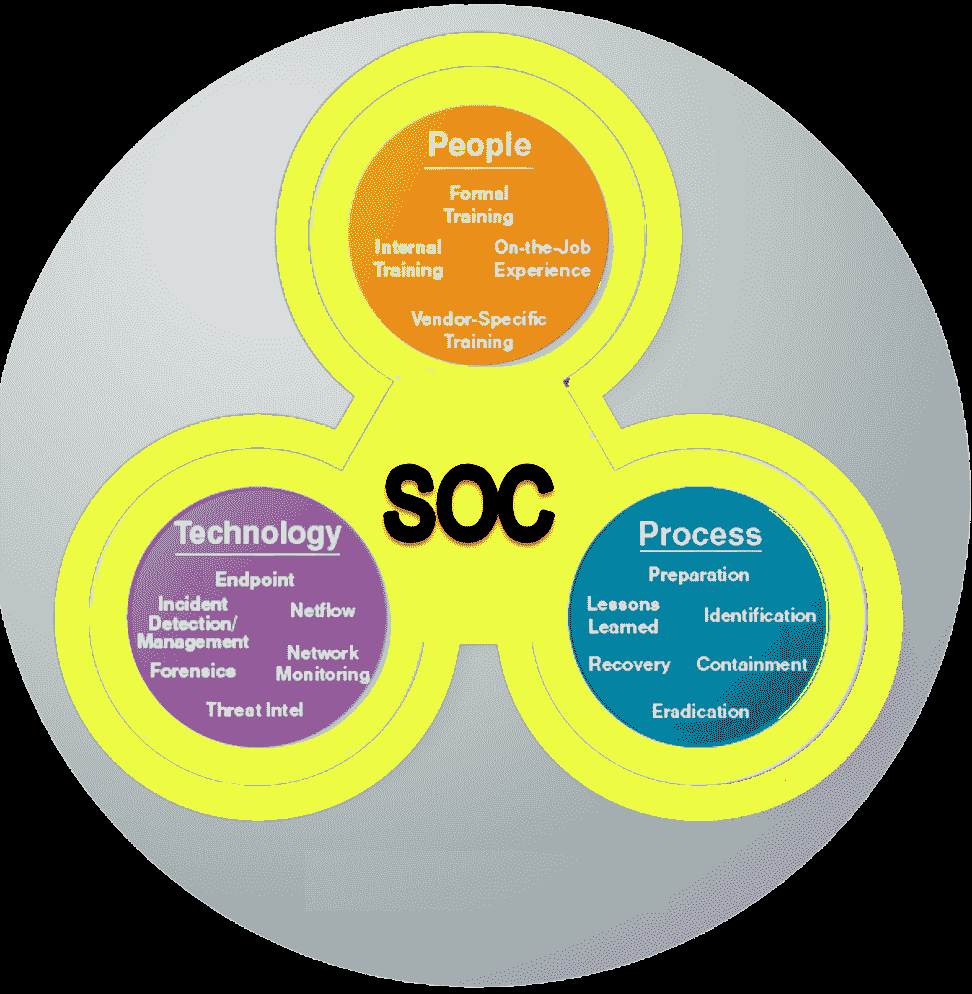 People
Formal
Training
Internal
Training
On-the-Job
Experience
Vendor-Specific
Training
SOC
Technology
Endpoint
Incident
Detection/
Management
Netflow
Forensics
Network
Monitoring
Threat Intel
Process
Preparation
Lessons
Learned
Identification
Recovery
Containment
Eradication